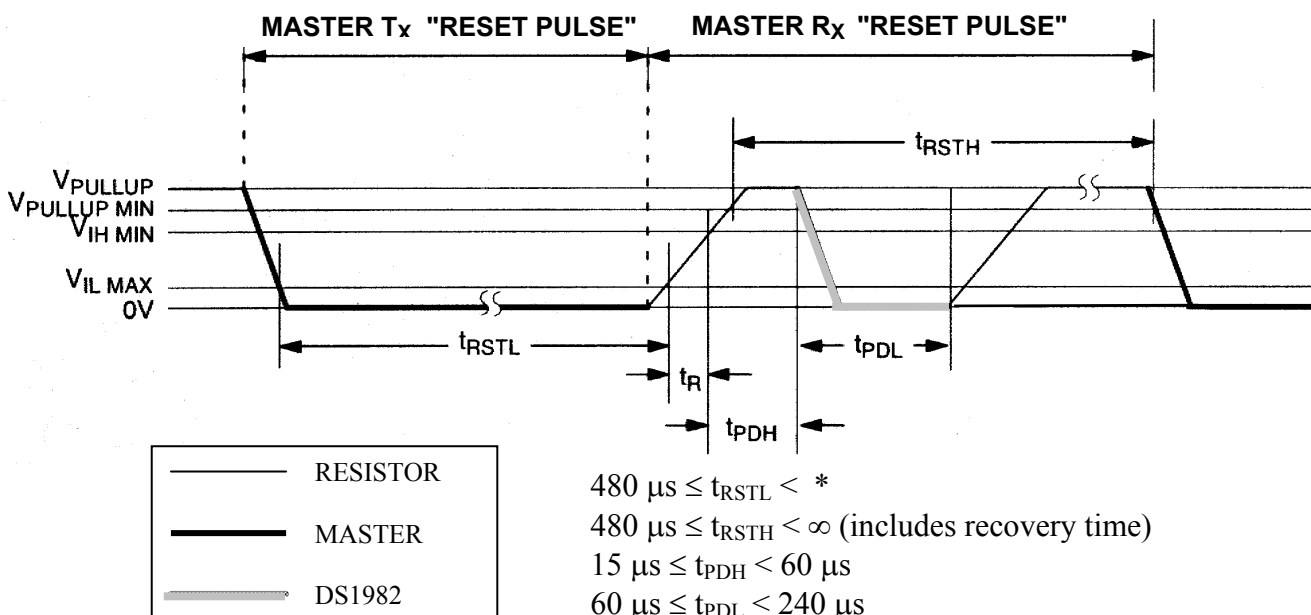 MASTER Tx "RESET PULSE" MASTER Rx "RESET PULSE"
tRSTH
VPULLUP
VPULLUP MIN
VIH MIN
VIL MAX
0V
tRSTL
tPDL
tR
tPDH
RESISTOR
MASTER
DS1982
480 μs ≤ tRSTL < *
480 μs ≤ tRSTH < ∞ (includes recovery time)
15 μs ≤ tPDH < 60 μs
60 μs ≤ tPDL < 240 μs